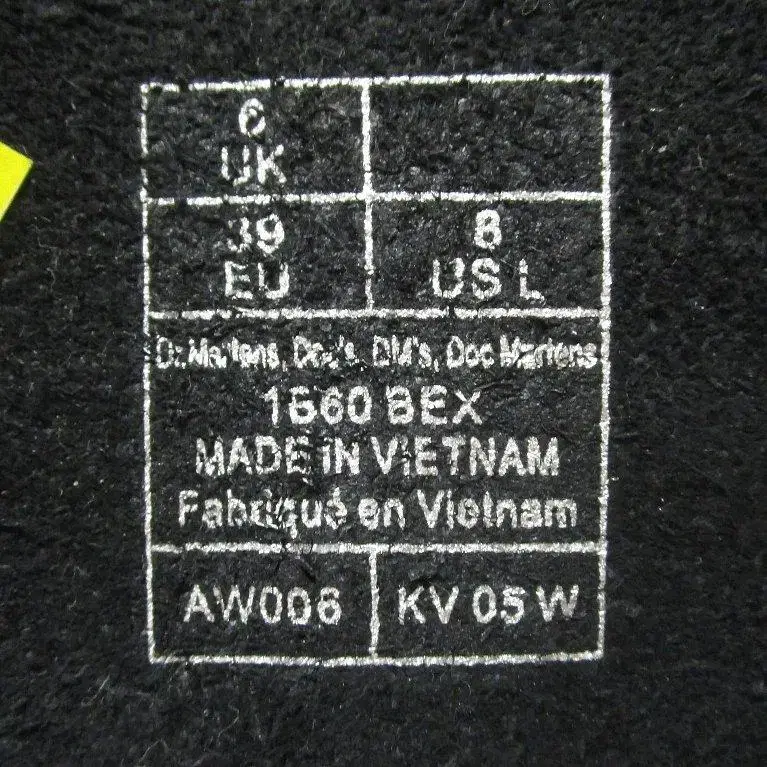 6
UK
39
EU
8
US L
Dr. Martens, Doc's, DM's, Doc Martens
1460 BEX
MADE IN VIETNAM
Fabriqué en Vietnam
AW006
KV 05 W